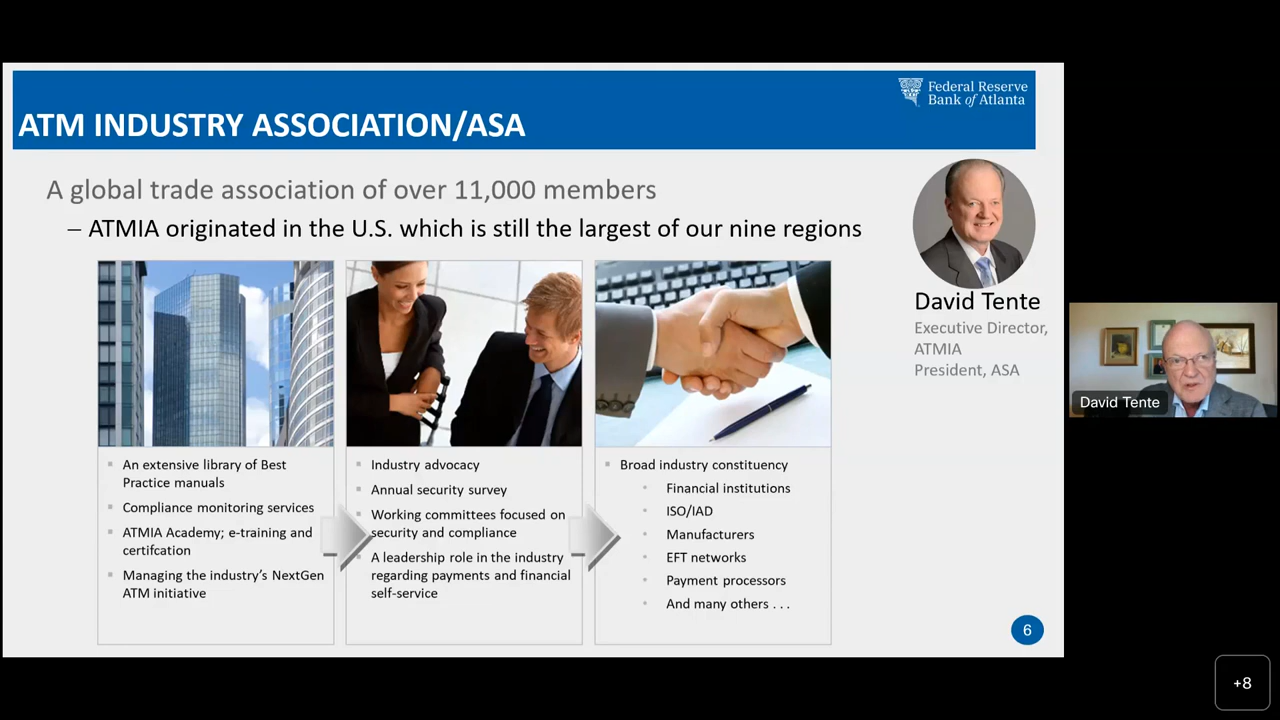 Federal Reserve
Bank of Atlanta
ATM INDUSTRY ASSOCIATION/ASA
A global trade association of over 11,000 members
– ATMIA originated in the U.S. which is still the largest of our nine regions
David Tente
Executive Director,
ATMIA
President, ASA
An extensive library of Best
Practice manuals
Compliance monitoring services
ATMIA Academy; e-training and
certifcation
Managing the industry's NextGen
ATM initiative
Industry advocacy
Annual security survey
Working committees focused on
security and compliance
A leadership role in the industry
regarding payments and financial
self-service
Broad industry constituency
Financial institutions
ISO/IAD
Manufacturers
EFT networks
Payment processors
And many others . . .
6
David Tente
+8